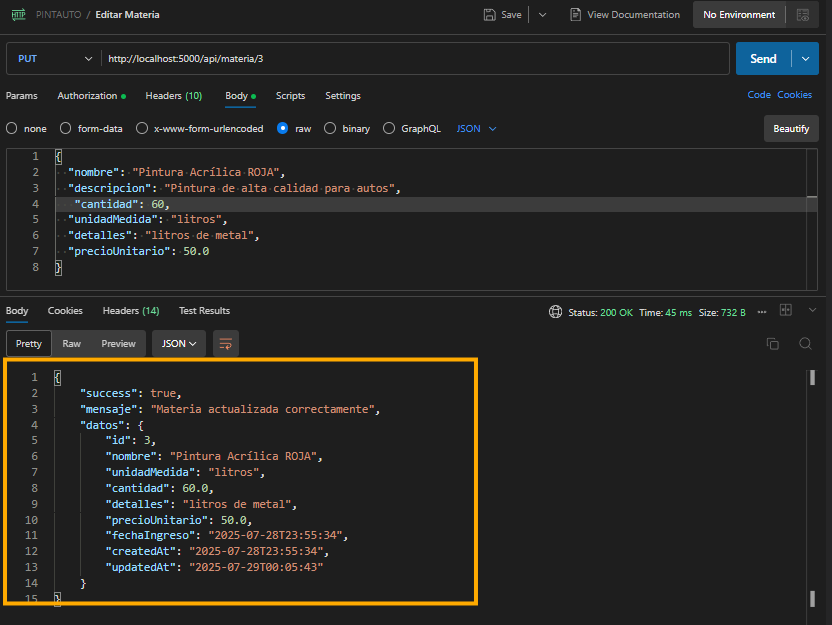 HTTP PINTAUTO / Editar Materia Save View Documentation No Environment
PUT http://localhost:5000/api/materia/3 Send
Params Authorization Headers (10) Body Scripts Settings Code Cookies
none form-data x-www-form-urlencoded raw binary GraphQL JSON Beautify
1 {
2 "nombre": "Pintura Acrílica ROJA",
3 "descripcion": "Pintura de alta calidad para autos",
4 "cantidad": 60,
5 "unidadMedida": "litros",
6 "detalles": "litros de metal",
7 "precioUnitario": 50.0
8 }
Body Cookies Headers (14) Test Results Status: 200 OK Time: 45 ms Size: 732 B
Pretty Raw Preview JSON
1 {
2 "success": true,
3 "mensaje": "Materia actualizada correctamente",
4 "datos": {
5 "id": 3,
6 "nombre": "Pintura Acrílica ROJA",
7 "unidadMedida": "litros",
8 "cantidad": 60.0,
9 "detalles": "litros de metal",
10 "precioUnitario": 50.0,
11 "fechaIngreso": "2025-07-28T23:55:34",
12 "createdAt": "2025-07-28T23:55:34",
13 "updatedAt": "2025-07-29T00:05:43"
14 }
15 }